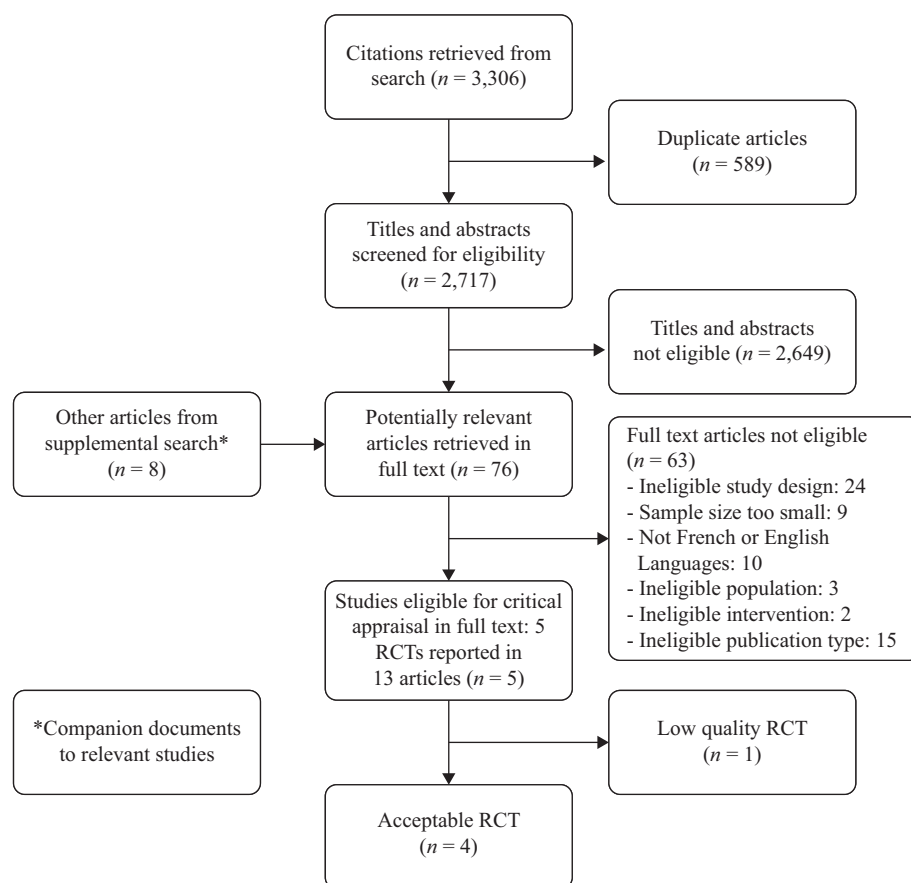 Citations retrieved from
search (n = 3,306)
Duplicate articles
(n = 589)
Titles and abstracts
screened for eligibility
(n = 2,717)
Titles and abstracts
not eligible (n = 2,649)
Other articles from
supplemental search*
(n = 8)
Potentially relevant
articles retrieved in
full text (n = 76)
Full text articles not eligible
(n = 63)
- Ineligible study design: 24
- Sample size too small: 9
- Not French or English
Languages: 10
- Ineligible population: 3
- Ineligible intervention: 2
- Ineligible publication type: 15
Studies eligible for critical
appraisal in full text: 5
RCTs reported in
13 articles (n = 5)
*Companion documents
to relevant studies
Low quality RCT
(n = 1)
Acceptable RCT
(n = 4)